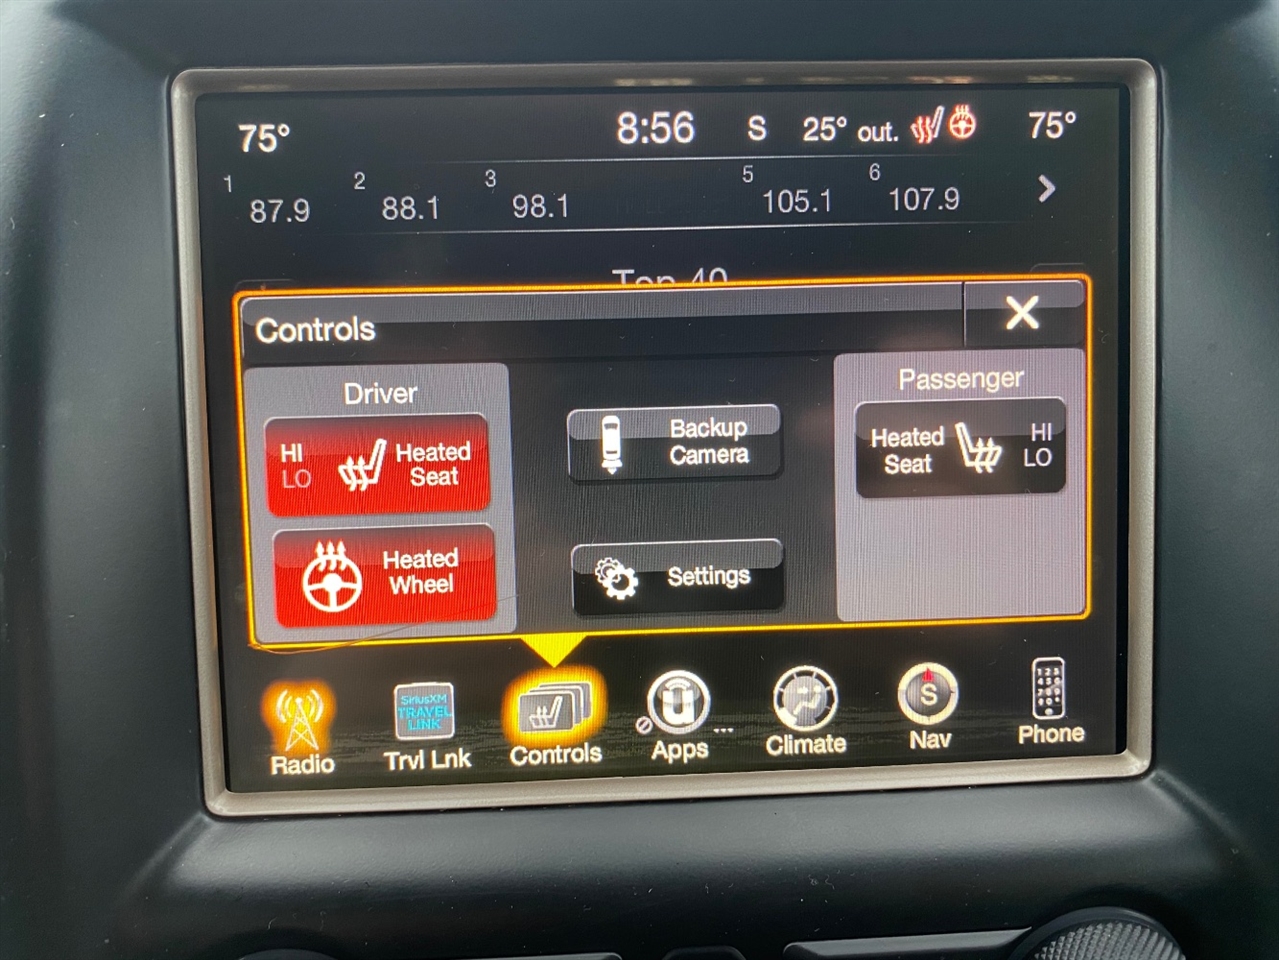 75° 8:56 S 25° out. 75°
1 87.9 2 88.1 3 98.1 5 105.1 6 107.9
Top 40
Controls
Driver
HI
LO
Heated
Seat
Heated
Wheel
Backup
Camera
Settings
Passenger
Heated
Seat
HI
LO
SiriusXM
TRAVEL
LINK
S
Radio Trvl Lnk Controls Apps ... Climate Nav Phone